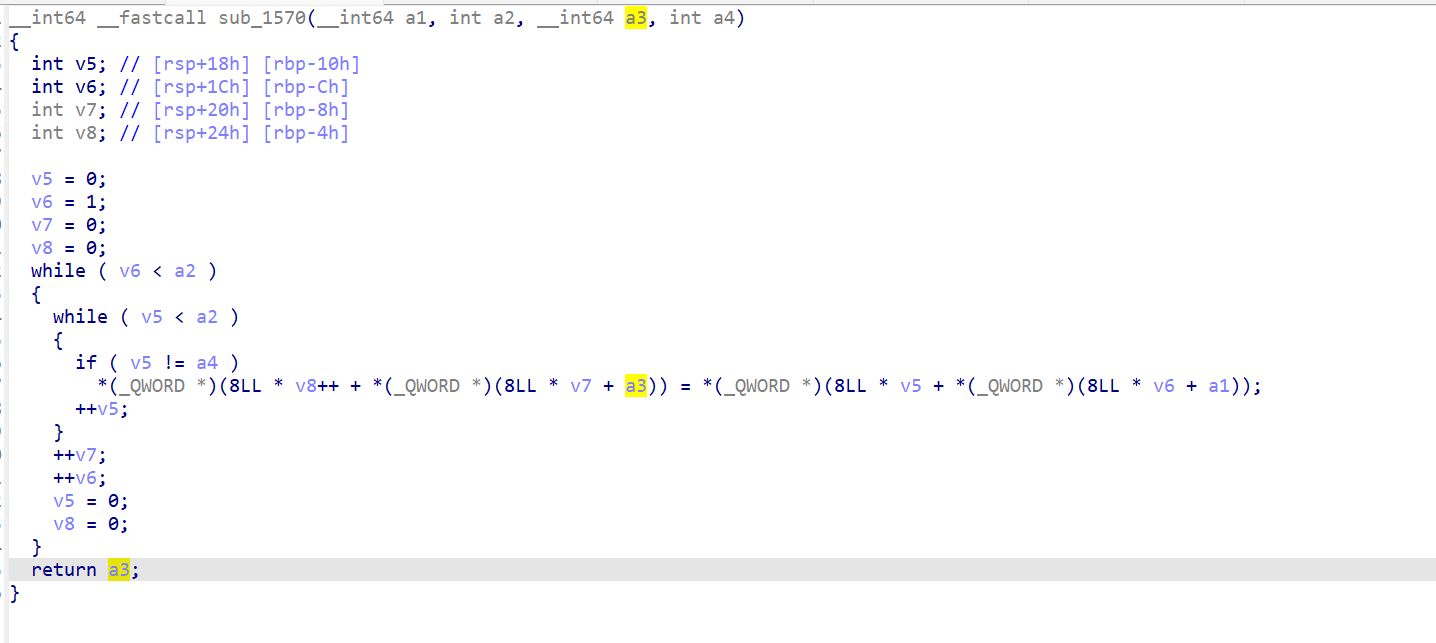 __int64 __fastcall sub_1570(__int64 a1, int a2, __int64 a3, int a4)
{
  int v5; // [rsp+18h] [rbp-10h]
  int v6; // [rsp+1Ch] [rbp-Ch]
  int v7; // [rsp+20h] [rbp-8h]
  int v8; // [rsp+24h] [rbp-4h]

  v5 = 0;
  v6 = 1;
  v7 = 0;
  v8 = 0;
  while ( v6 < a2 )
  {
    while ( v5 < a2 )
    {
      if ( v5 != a4 )
        *(_QWORD *)(8LL * v8++ + *(_QWORD *)(8LL * v7 + a3)) = *(_QWORD *)(8LL * v5 + *(_QWORD *)(8LL * v6 + a1));
      ++v5;
    }
    ++v7;
    ++v6;
    v5 = 0;
    v8 = 0;
  }
  return a3;
}